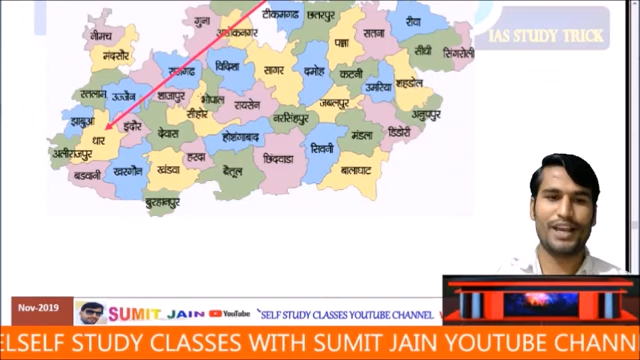 गुना
अशोकनगर
टीकमगढ
छतरपुर
रीवा
IAS STUDY TRICK
नीमच
मंदसौर
पन्ना
सतना
सीधी
सिंगरोली
राजगढ
विदिशा
सागर
दमोह
कटनी
उमरिया
शहडोल
रतलाम
उज्जैन
शाजापुर
भोपाल
रायसेन
जबलपुर
अनुपपुर
झाबुआ
इंदौर
सीहोर
नरसिंहपुर
मंडला
डिंडोरी
धार
देवास
होशंगाबाद
सिवनी
अलीराजपुर
हरदा
छिंदवाडा
बालाघाट
बडवानी
खरगौन
खंडवा
बैतूल
बुरहानपुर
Nov-2019
SUMIT JAIN YouTube "SELF STUDY CLASSES YOUTUBE CHANNEL
ELSELF STUDY CLASSES WITH SUMIT JAIN YOUTUBE CHANN